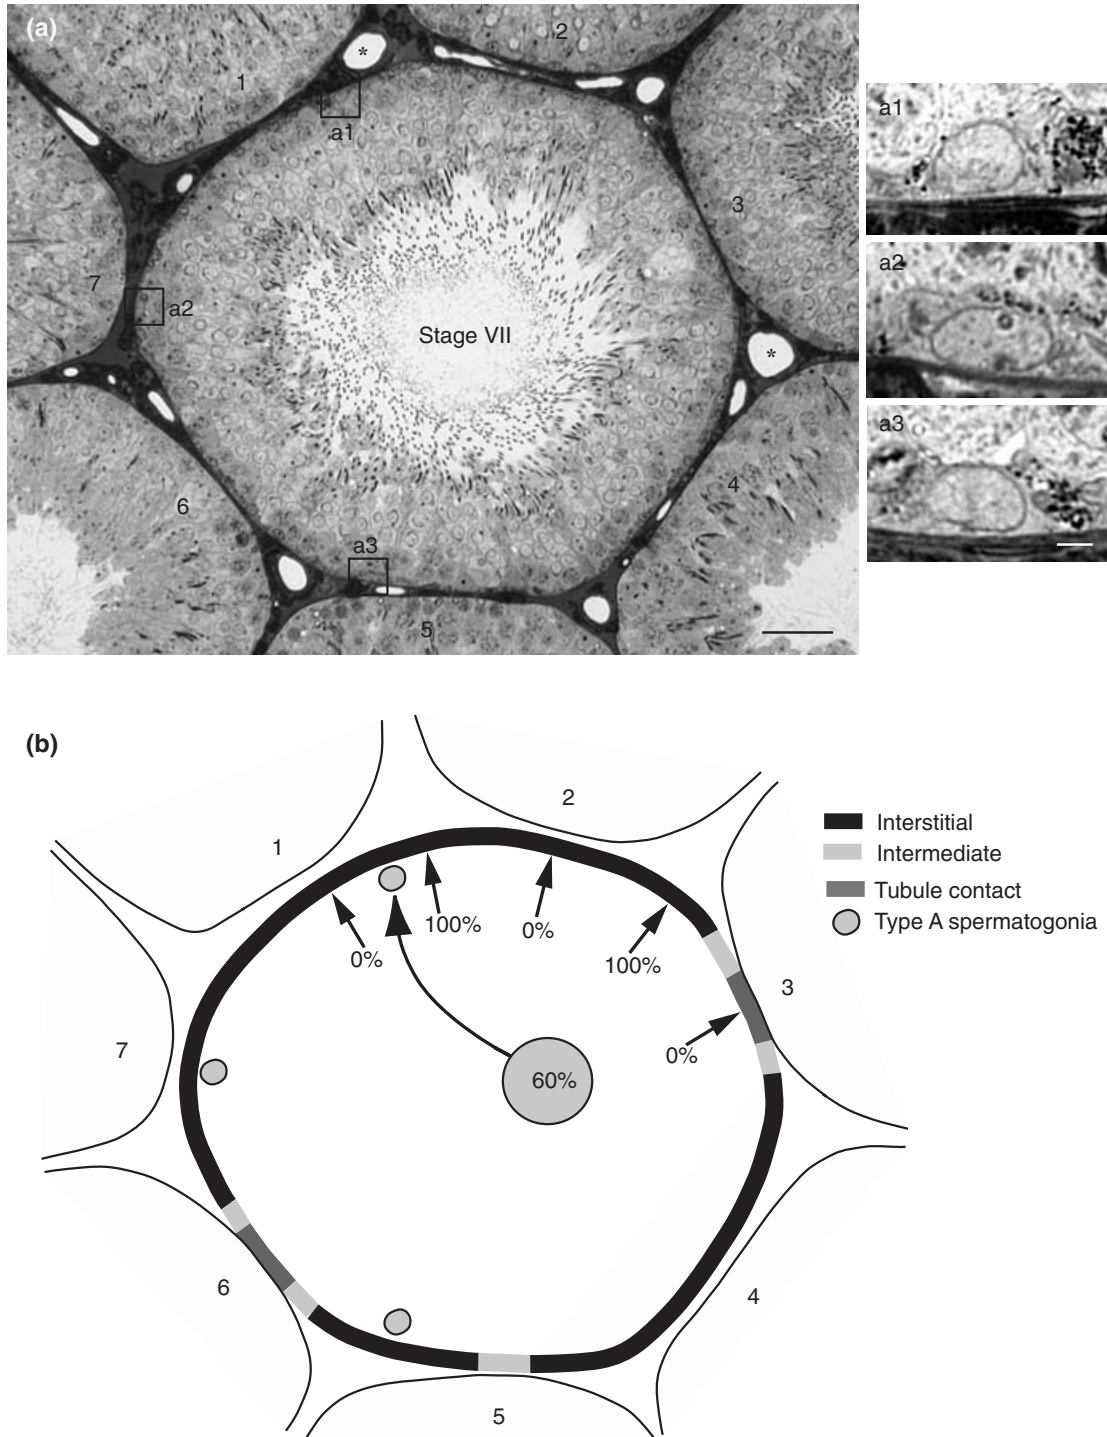 (a)
2
*
1
a1
a1
3
7
a2
a2
Stage VII
*
a3
6
4
a3
5
(b)
2
Interstitial
1
Intermediate
Tubule contact
100%
0%
Type A spermatogonia
0%
100%
3
7
0%
60%
6
4
5